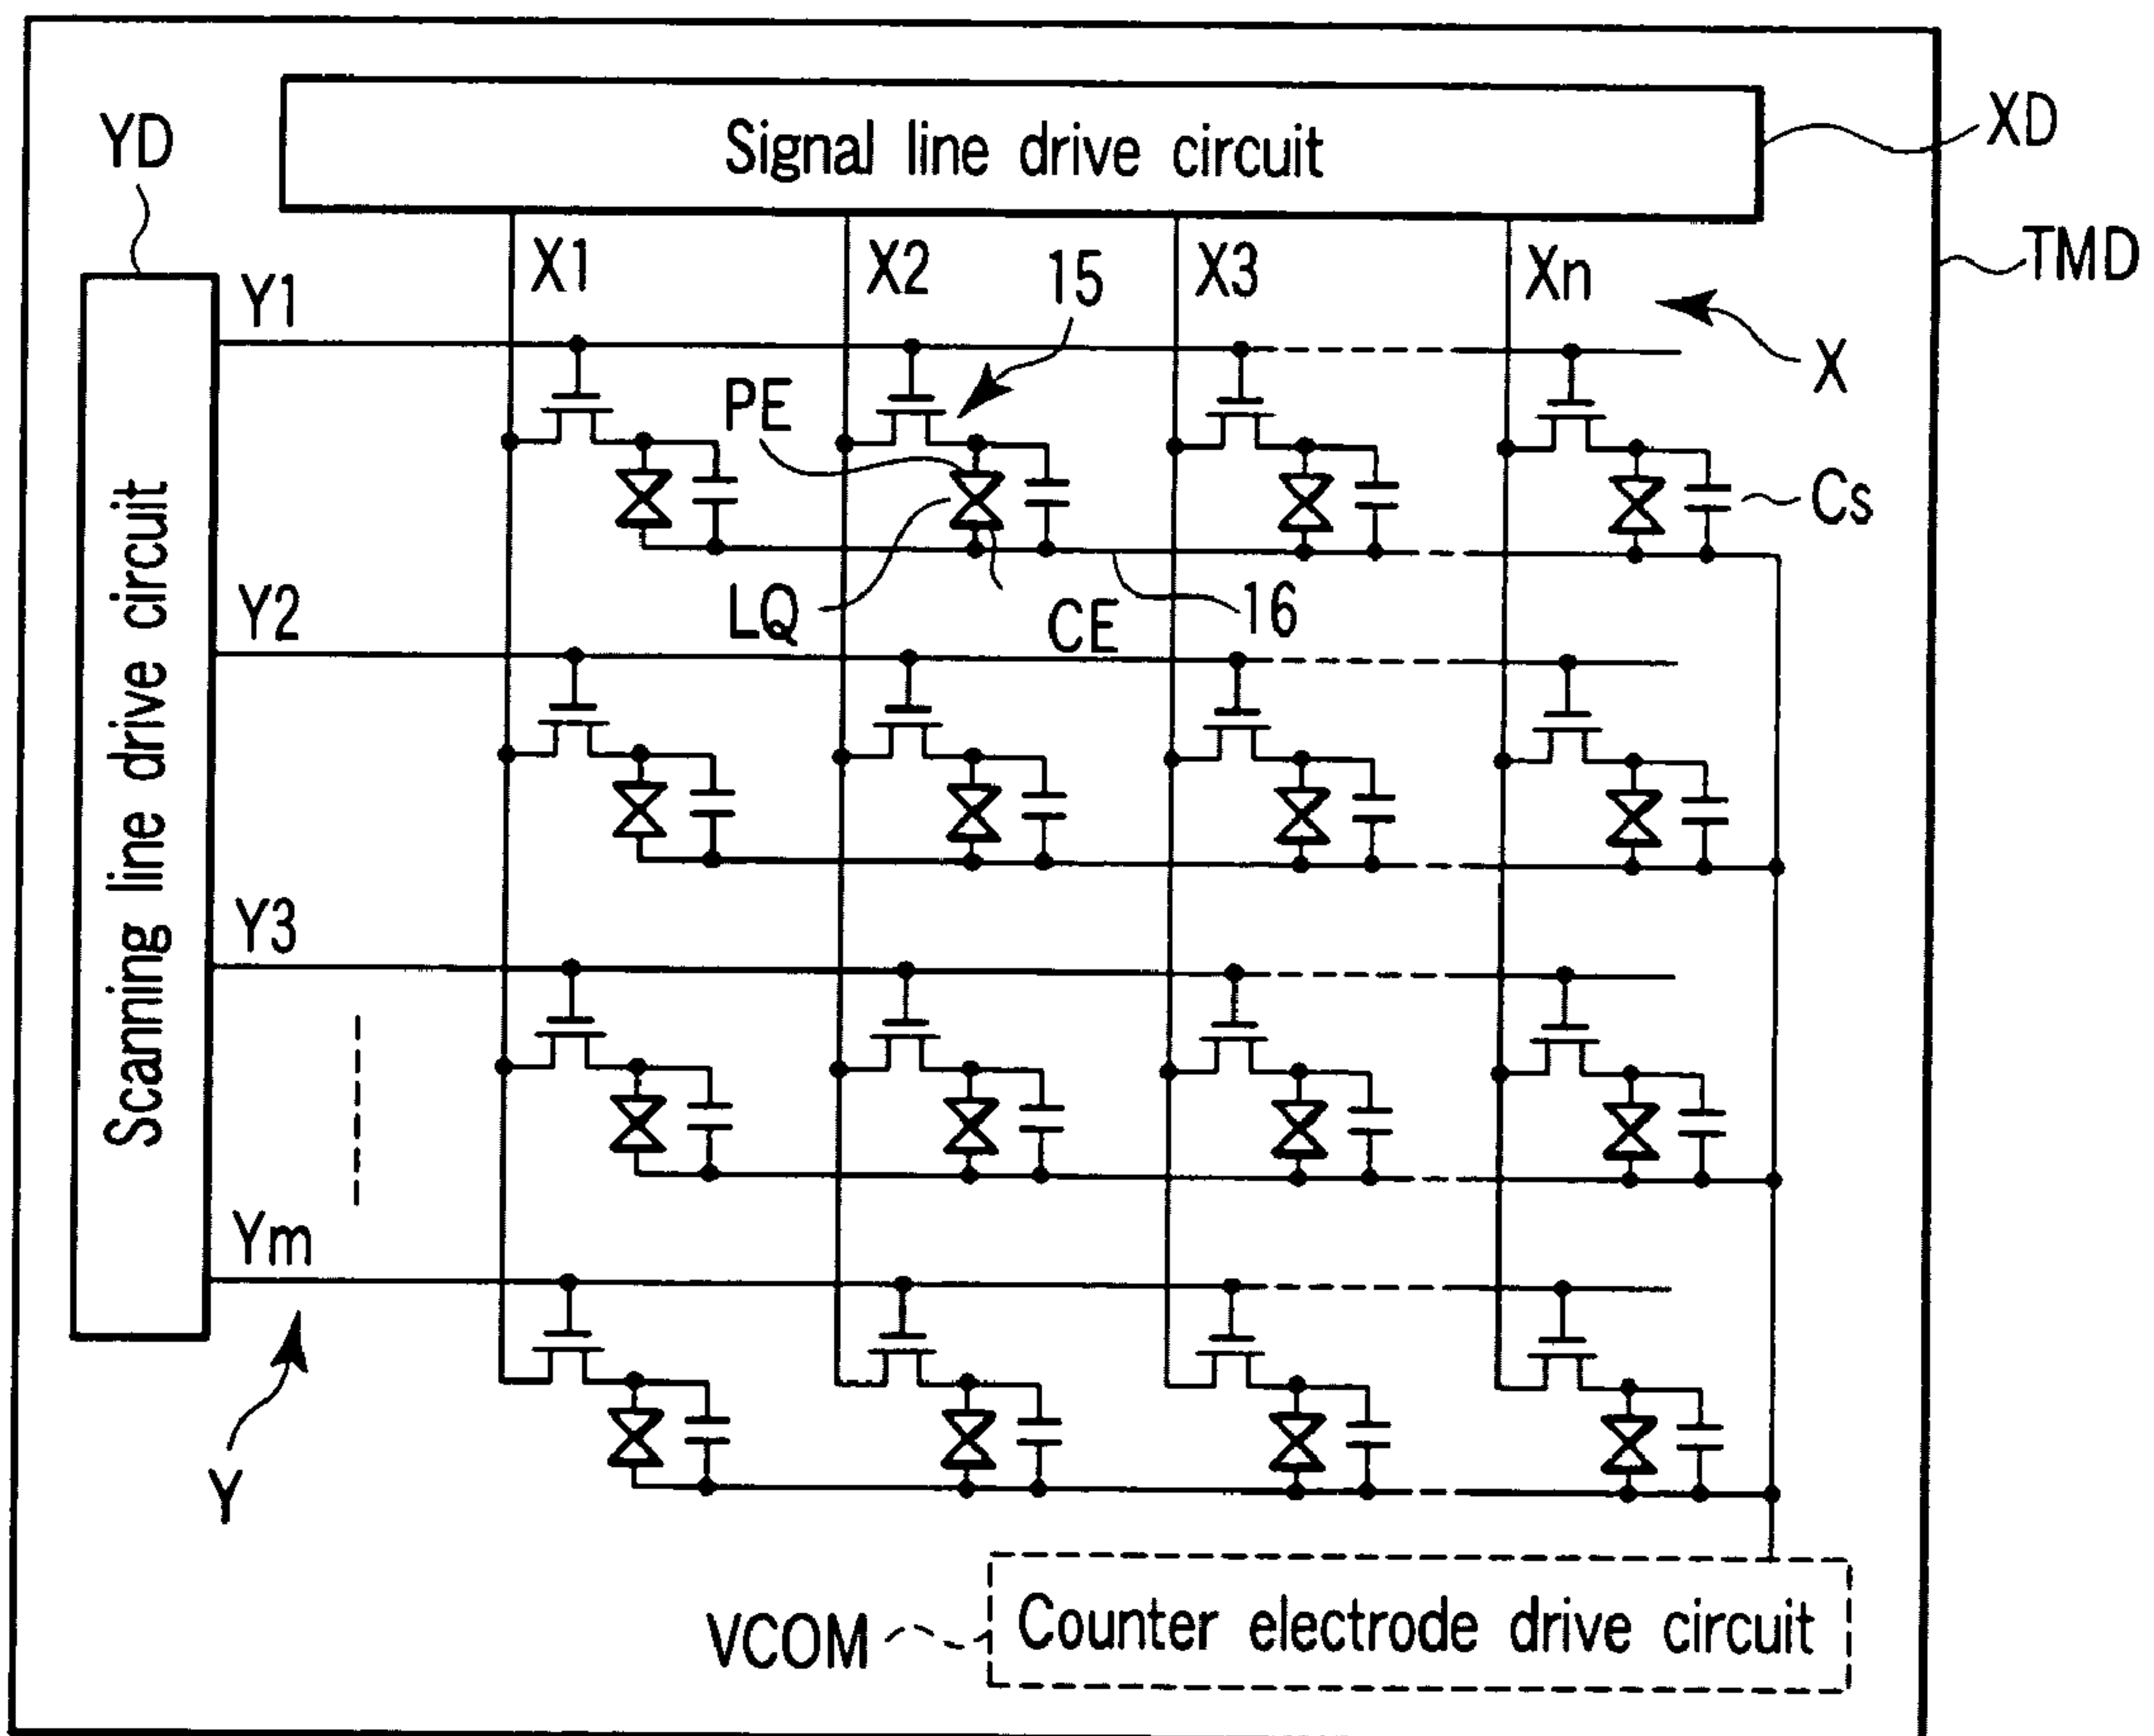 YD
Signal line drive circuit
XD
TMD
X1
X2
15
X3
Xn
X
Y1
PE
Cs
LQ
CE
16
Scanning line drive circuit
Y2
Y3
Ym
Y
VCOM
Counter electrode drive circuit